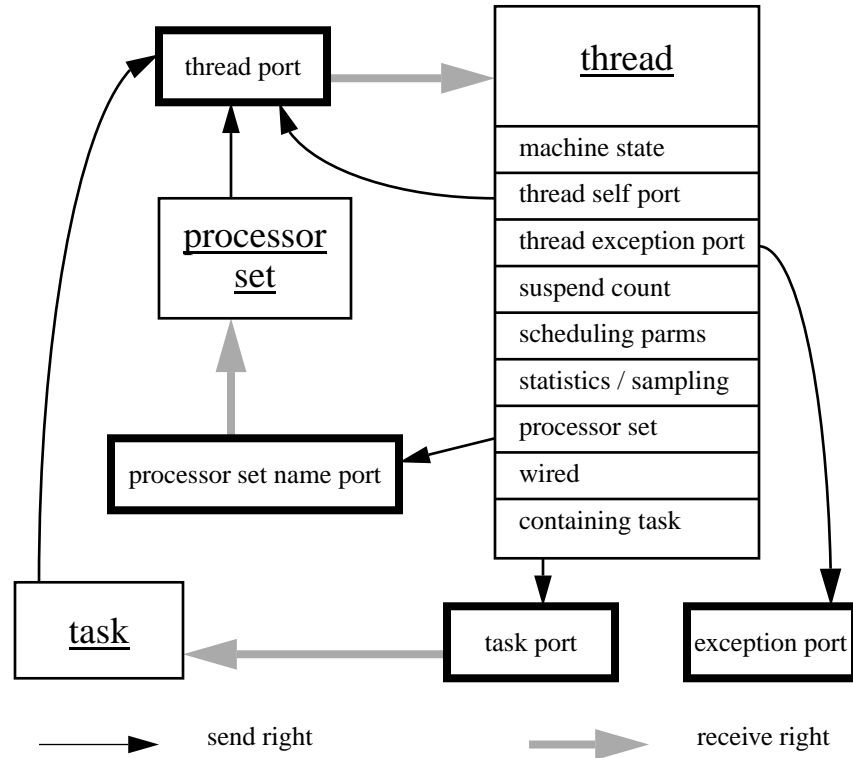 thread port
thread
machine state
thread self port
thread exception port
suspend count
scheduling parms
statistics / sampling
processor set
wired
containing task
processor
set
processor set name port
task
task port
exception port
send right
receive right